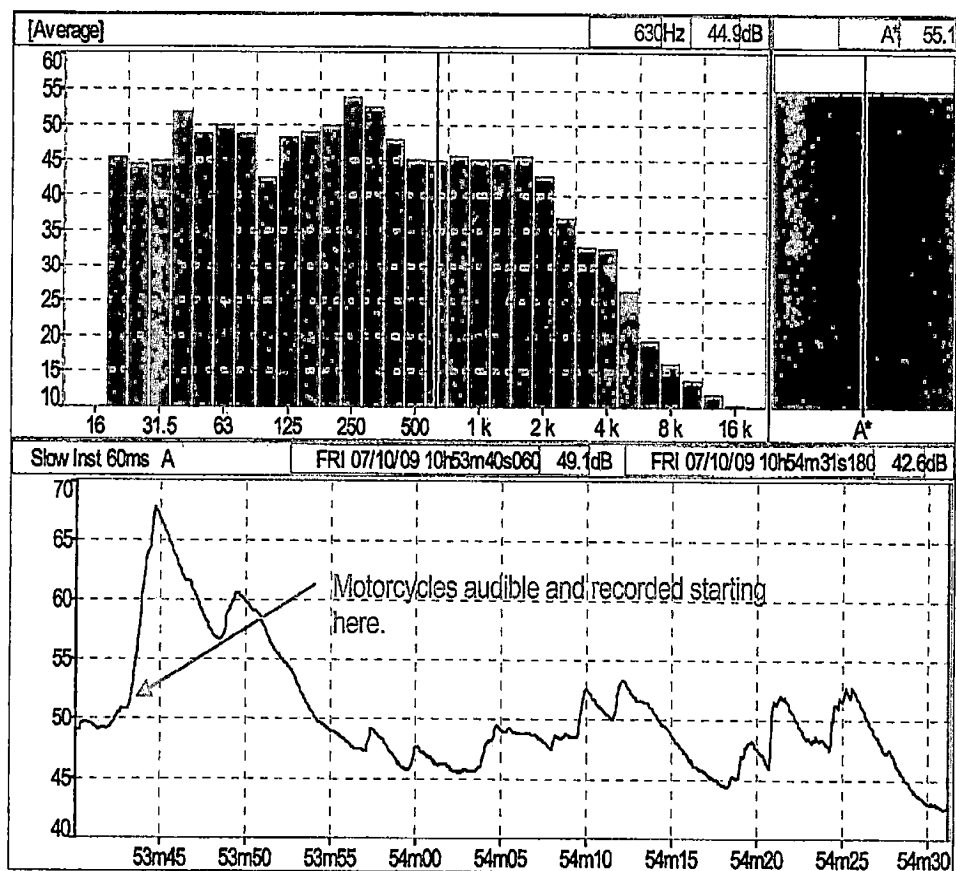 [Average] 630Hz 44.9dB A* 55.1
60
55
50
45
40
35
30
25
20
15
10
16 31.5 63 125 250 500 1 k 2 k 4 k 8 k 16 k
A*
Slow Inst 60ms A FRI 07/10/09 10h53m40s060 49.1dB FRI 07/10/09 10h54m31s180 42.6dB
70
65
60
55
50
45
40
Motorcycles audible and recorded starting
here.
53m45 53m50 53m55 54m00 54m05 54m10 54m15 54m20 54m25 54m30